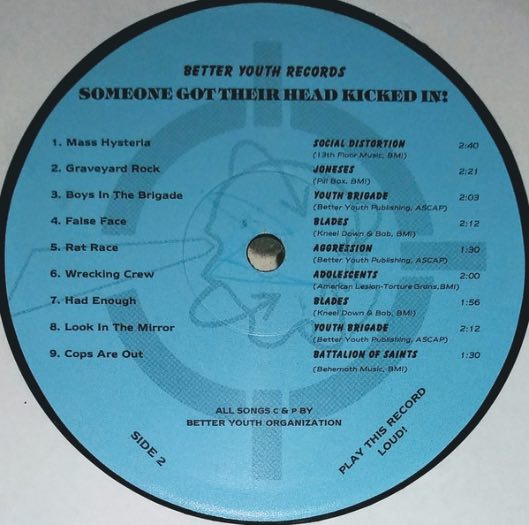 BETTER YOUTH RECORDS
SOMEONE GOT THEIR HEAD KICKED IN!
1. Mass Hysteria SOCIAL DISTORTION 2:40
(13th Floor Music, BMI)
2. Graveyard Rock JONESES 2:21
(Pill Box, BMI)
3. Boys In The Brigade YOUTH BRIGADE 2:03
(Better Youth Publishing, ASCAP)
4. False Face BLADES 2:12
(Kneel Down & Bob, BMI)
5. Rat Race AGGRESSION 1:30
(Better Youth Publishing, ASCAP)
6. Wrecking Crew ADOLESCENTS 2:00
(American Lesion-Torture Grains, BMI)
7. Had Enough BLADES 1:56
(Kneel Down & Bob, BMI)
8. Look In The Mirror YOUTH BRIGADE 2:12
(Better Youth Publishing, ASCAP)
9. Cops Are Out BATTALION OF SAINTS 1:30
(Behemoth Music, BMI)
ALL SONGS C & P BY
BETTER YOUTH ORGANIZATION
SIDE 2
PLAY THIS RECORD
LOUD!